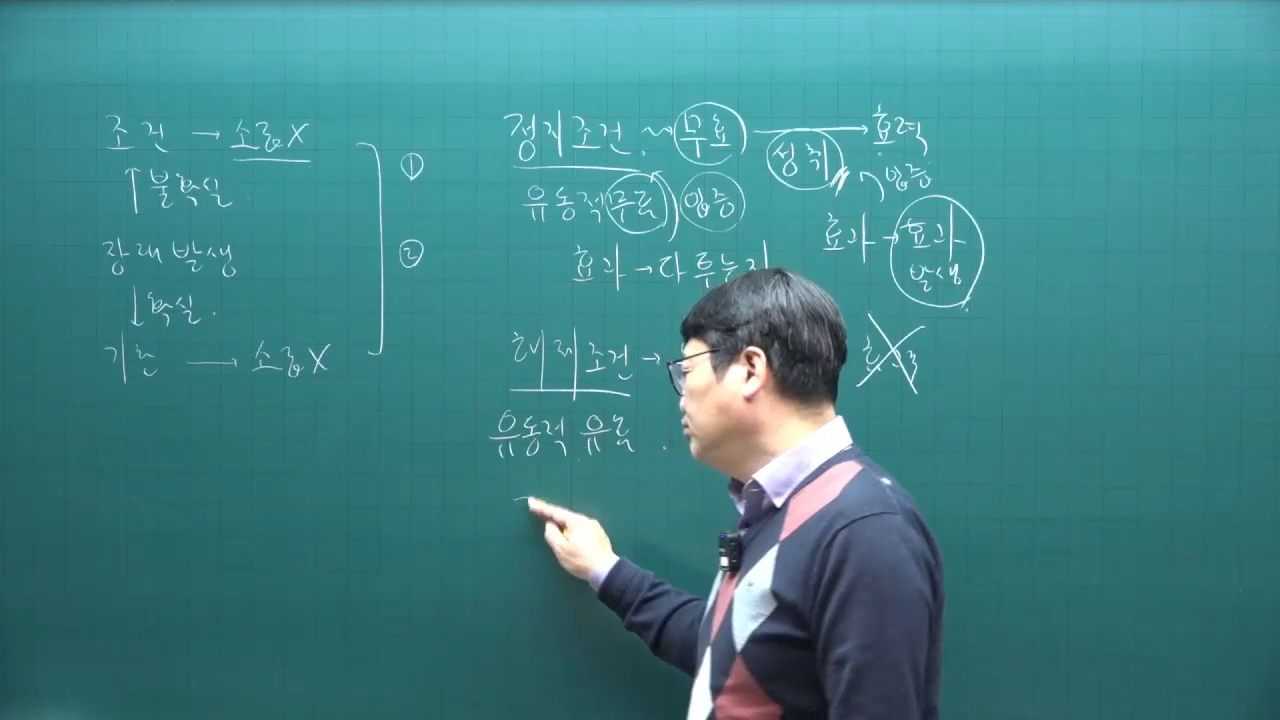 조건 → 소급X
↑불확실
장래발생
↓확실.
기한 → 소급X
①
②
정지조건 무효 → 효력
성취
유동적 무효 입증
입증
효과→다투는지
효과→효과
발생
해제조건→
유동적 유효